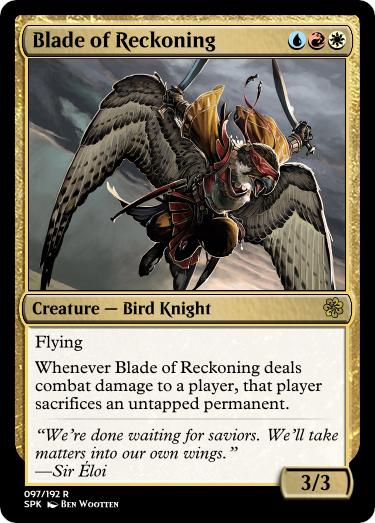 Blade of Reckoning
Creature — Bird Knight
Flying
Whenever Blade of Reckoning deals
combat damage to a player, that player
sacrifices an untapped permanent.
“We’re done waiting for saviors. We’ll take
matters into our own wings.”
—Sir Éloi
3/3
097/192 R
SPK Ben Wootten